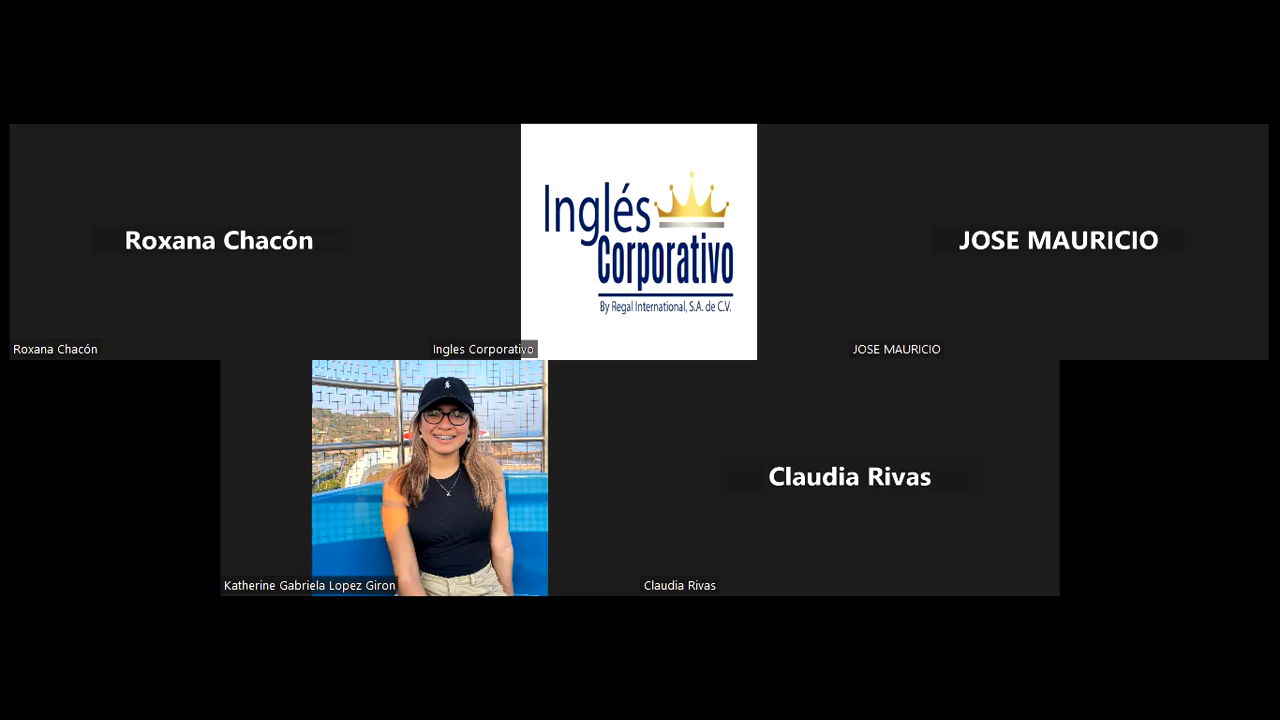 Roxana Chacón
Inglés
Corporativo
By Regal International, S.A. de C.V.
JOSE MAURICIO
Roxana Chacón
Ingles Corporativo
JOSE MAURICIO
Claudia Rivas
Katherine Gabriela Lopez Giron
Claudia Rivas